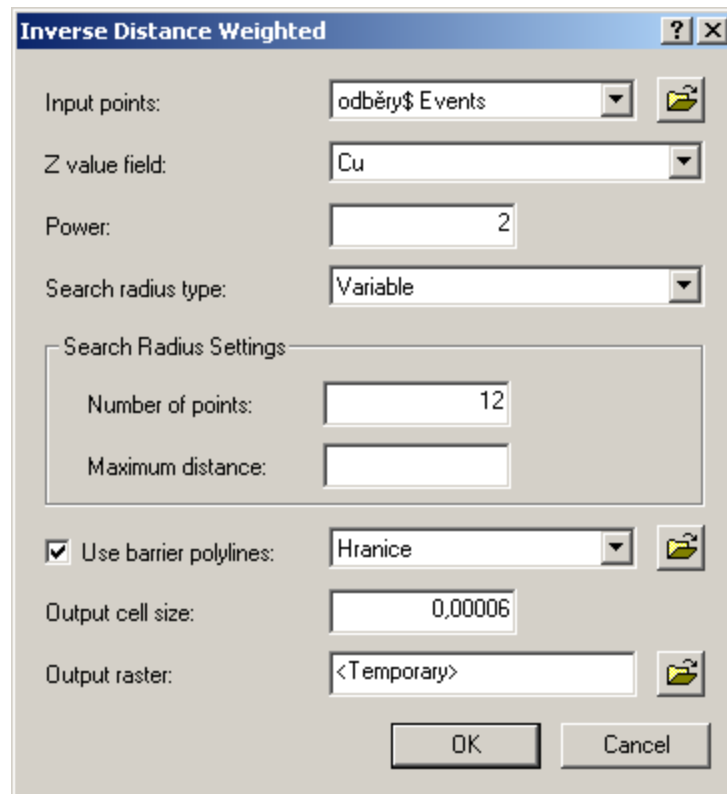 Inverse Distance Weighted
Input points: odběry$ Events
Z value field: Cu
Power: 2
Search radius type: Variable
Search Radius Settings
Number of points: 12
Maximum distance:
Use barrier polylines: Hranice
Output cell size: 0,00006
Output raster: <Temporary>
OK Cancel